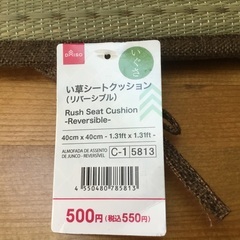 DAISO
いぐさ
い草シートクッション
(リバーシブル)
Rush Seat Cushion
-Reversible-
40cm x 40cm - 1.31ft x 1.31ft -
ALMOFADA DE ASSENTO
DE JUNCO - REVERSÍVEL
C-1 5813
4 550480 785813
500円(税込550円)